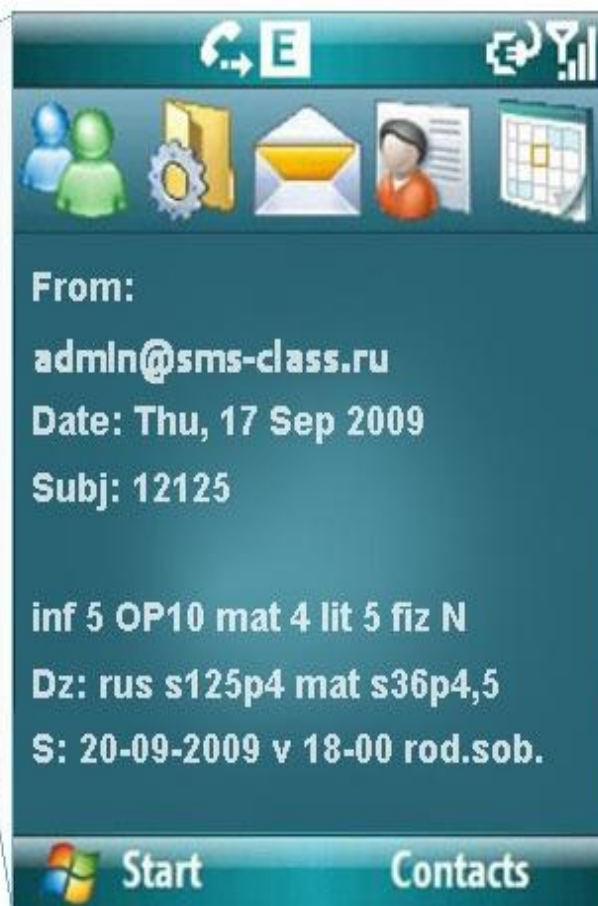 E
From:
admin@sms-class.ru
Date: Thu, 17 Sep 2009
Subj: 12125
inf 5 OP10 mat 4 lit 5 fiz N
Dz: rus s125p4 mat s36p4,5
S: 20-09-2009 v 18-00 rod.sob.
Start Contacts